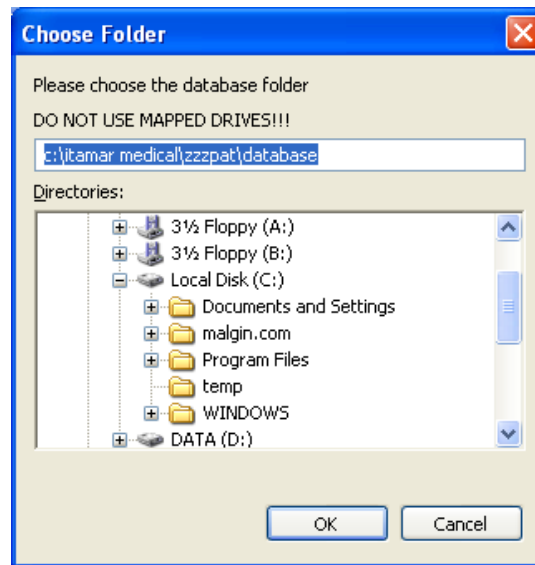 Choose Folder
Please choose the database folder
DO NOT USE MAPPED DRIVES!!!
c:\itamar medical\zzzpat\database
Directories:
3½ Floppy (A:)
3½ Floppy (B:)
Local Disk (C:)
Documents and Settings
malgin.com
Program Files
temp
WINDOWS
DATA (D:)
OK Cancel